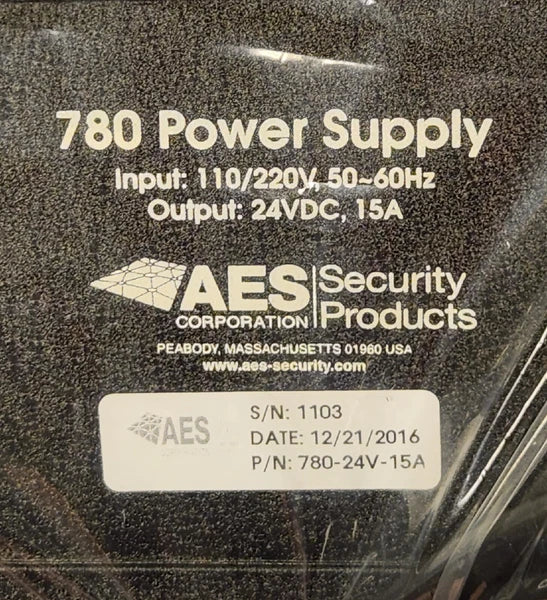 780 Power Supply
Input: 110/220V, 50~60Hz
Output: 24VDC, 15A
AES Security
CORPORATION Products
PEABODY, MASSACHUSETTS 01960 USA
www.aes-security.com
AES
S/N: 1103
DATE: 12/21/2016
P/N: 780-24V-15A